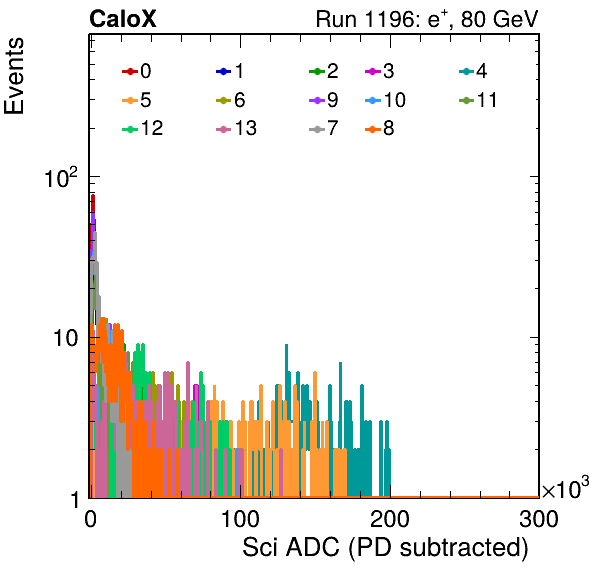 CaloX Run 1196: e⁺, 80 GeV
Events
0 1 2 3 4
5 6 9 10 11
12 13 7 8
10²
10
1
0 100 200 300
×10³
Sci ADC (PD subtracted)